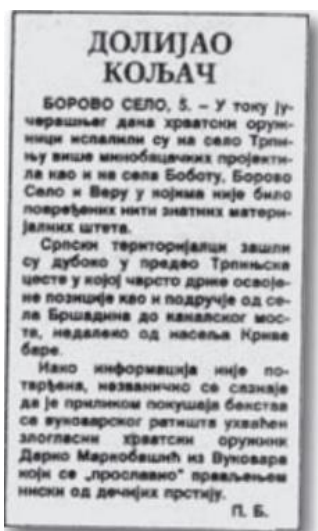 ДОЛИЈАО
КОЉАЧ
БОРОВО СЕЛО, 5. – У току ју-
черашњег дана хрватски оруж-
ници испалили су на село Трпи-
њу више минобацачких пројекти-
ла као и на села Боботу, Борово
Село и Веру у којима није било
повређених нити знатних матери-
јалних штета.
Српски територијалци зашли
су дубоко у предео Трпињске
цесте у којој чврсто држе освоје-
не позиције као и подручје од се-
ла Бршадина до каналског мос-
та, недалеко од насеља Криве
баре.
Иако информација није по-
тврђена, незванично се сазнаје
да је приликом покушаја бекства
са вуковарског ратишта ухваћен
злогласни хрватски оружник
Дарко Маркобашић из Вуковара
који се „прославио“ прављењем
ниски од дечијих прстију.
П. Б.